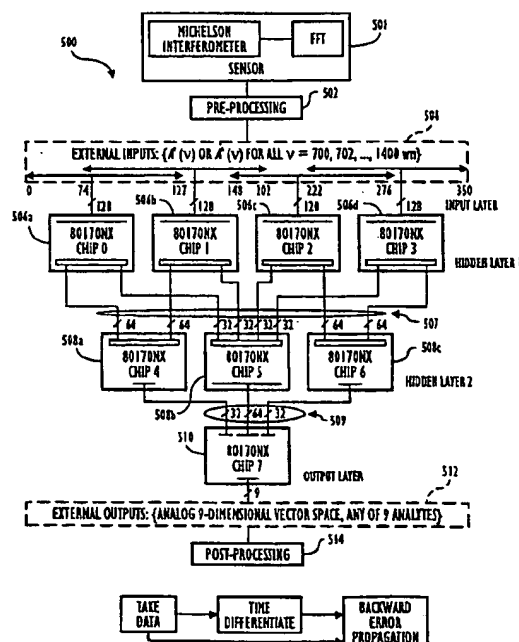 MICHELSON
INTERFEROMETER
FFT
501
SENSOR
500
PRE-PROCESSING
502
504
EXTERNAL INPUTS: {A'(ν) OR A'(ν) FOR ALL ν = 700, 702, ..., 1400 wn}
0 74 127 148 222 276 350
128 506b 128 506c 128 506d 128
INPUT LAYER
506a
80170NX
CHIP 0
80170NX
CHIP 1
80170NX
CHIP 2
80170NX
CHIP 3
HIDDEN LAYER
507
64 64 32 32 32 32 64 64
508a
80170NX
CHIP 4
80170NX
CHIP 5
80170NX
CHIP 6
508c
508b
HIDDEN LAYER 2
32 64 32
509
510
80170NX
CHIP 7
OUTPUT LAYER
9
512
EXTERNAL OUTPUTS: {ANALOG 9-DIMENSIONAL VECTOR SPACE, ANY OF 9 ANALYTES}
POST-PROCESSING
514
TAKE
DATA
TIME
DIFFERENTIATE
BACKWARD
ERROR
PROPAGATION